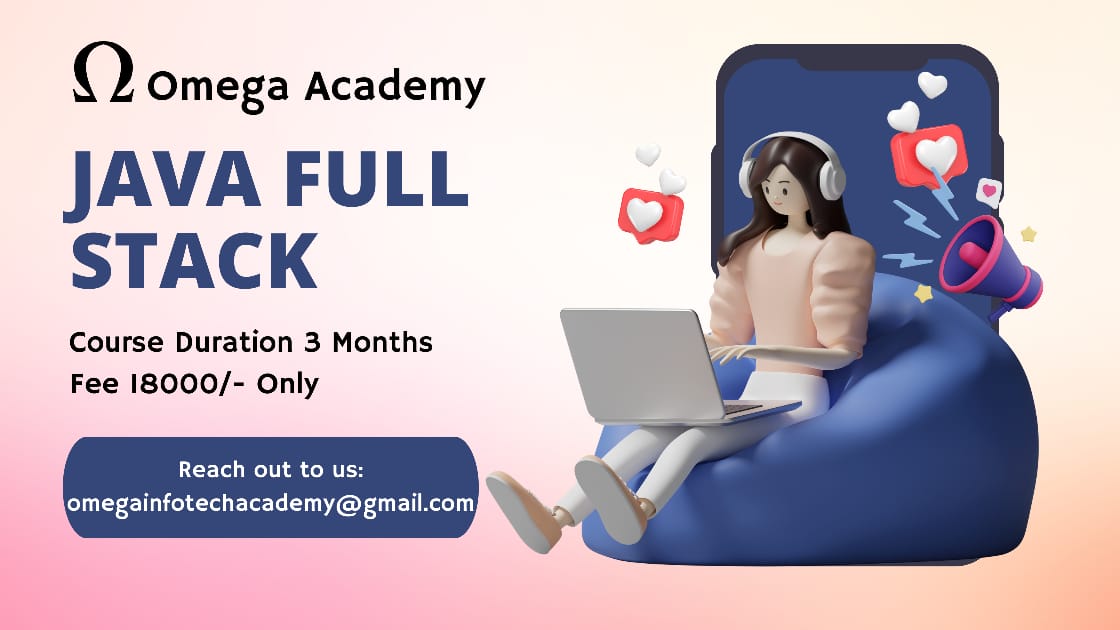 Ω Omega Academy
JAVA FULL
STACK
Course Duration 3 Months
Fee 18000/- Only
Reach out to us:
omegainfotechacademy@gmail.com